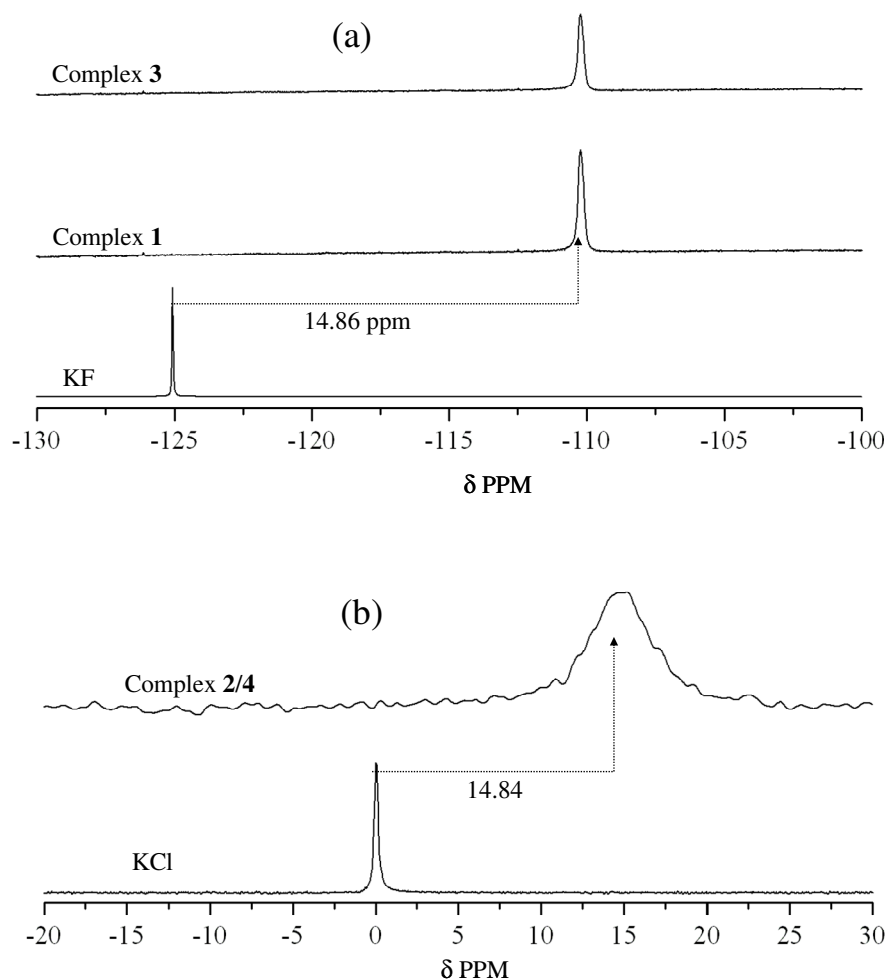 (a)
Complex 3
Complex 1
14.86 ppm
KF
-130 -125 -120 -115 -110 -105 -100
δ PPM
(b)
Complex 2/4
14.84
KCl
-20 -15 -10 -5 0 5 10 15 20 25 30
δ PPM